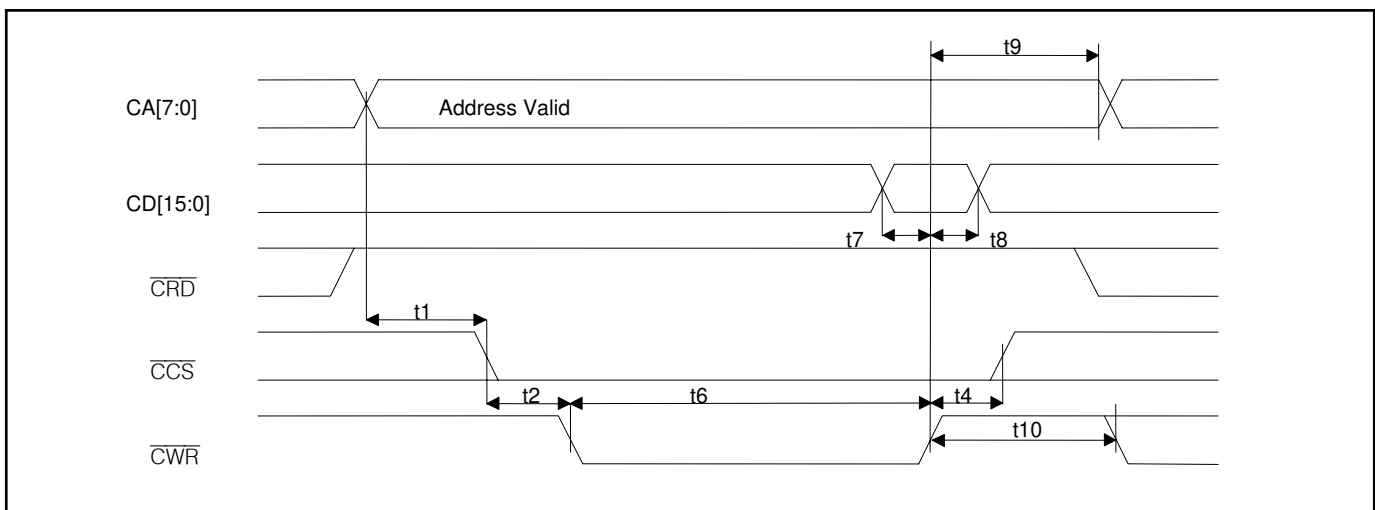 t9
CA[7:0]
Address Valid
CD[15:0]
t7
t8
CRD
t1
CCS
t2
t6
t4
t10
CWR